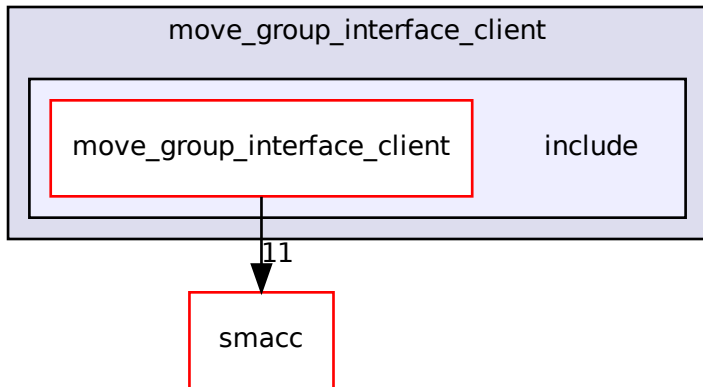 move_group_interface_client
move_group_interface_client
include
11
smacc